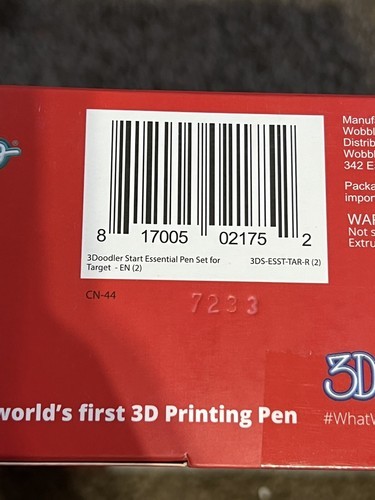 Manufa
Wobbl
Distrib
Wobbl
342 E
Packa
impor
WAR
Not s
Extru
8 17005 02175 2
3Doodler Start Essential Pen Set for
Target - EN (2)
3DS-ESST-TAR-R (2)
CN-44
7233
3D
world's first 3D Printing Pen
#WhatW